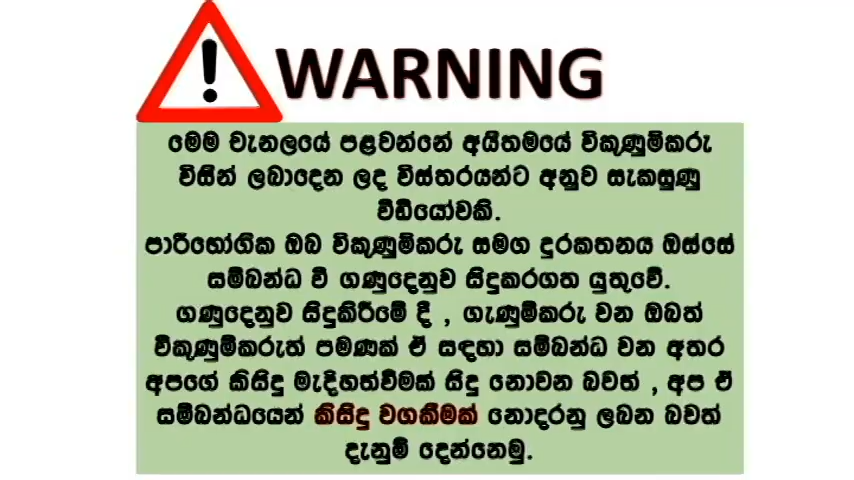 WARNING
මෙම චැනලයේ පළවන්නේ අයිතමයේ විකුණුම්කරු
විසින් ලබාදෙන ලද විස්තරයන්ට අනුව සැකසුණු
වීඩියෝවකි.
පාරිභෝගික ඔබ විකුණුම්කරු සමග දුරකතනය ඔස්සේ
සම්බන්ධ වී ගණුදෙනුව සිදුකරගත යුතුවේ.
ගණුදෙනුව සිදුකිරීමේ දී , ගැණුම්කරු වන ඔබත්
විකුණුම්කරුත් පමණක් ඒ සඳහා සම්බන්ධ වන අතර
අපගේ කිසිදු මැදිහත්වීමක් සිදු නොවන බවත් , අප ඒ
සම්බන්ධයෙන් කිසිදු වගකීමක් නොදරනු ලබන බවත්
දැනුම් දෙන්නෙමු.